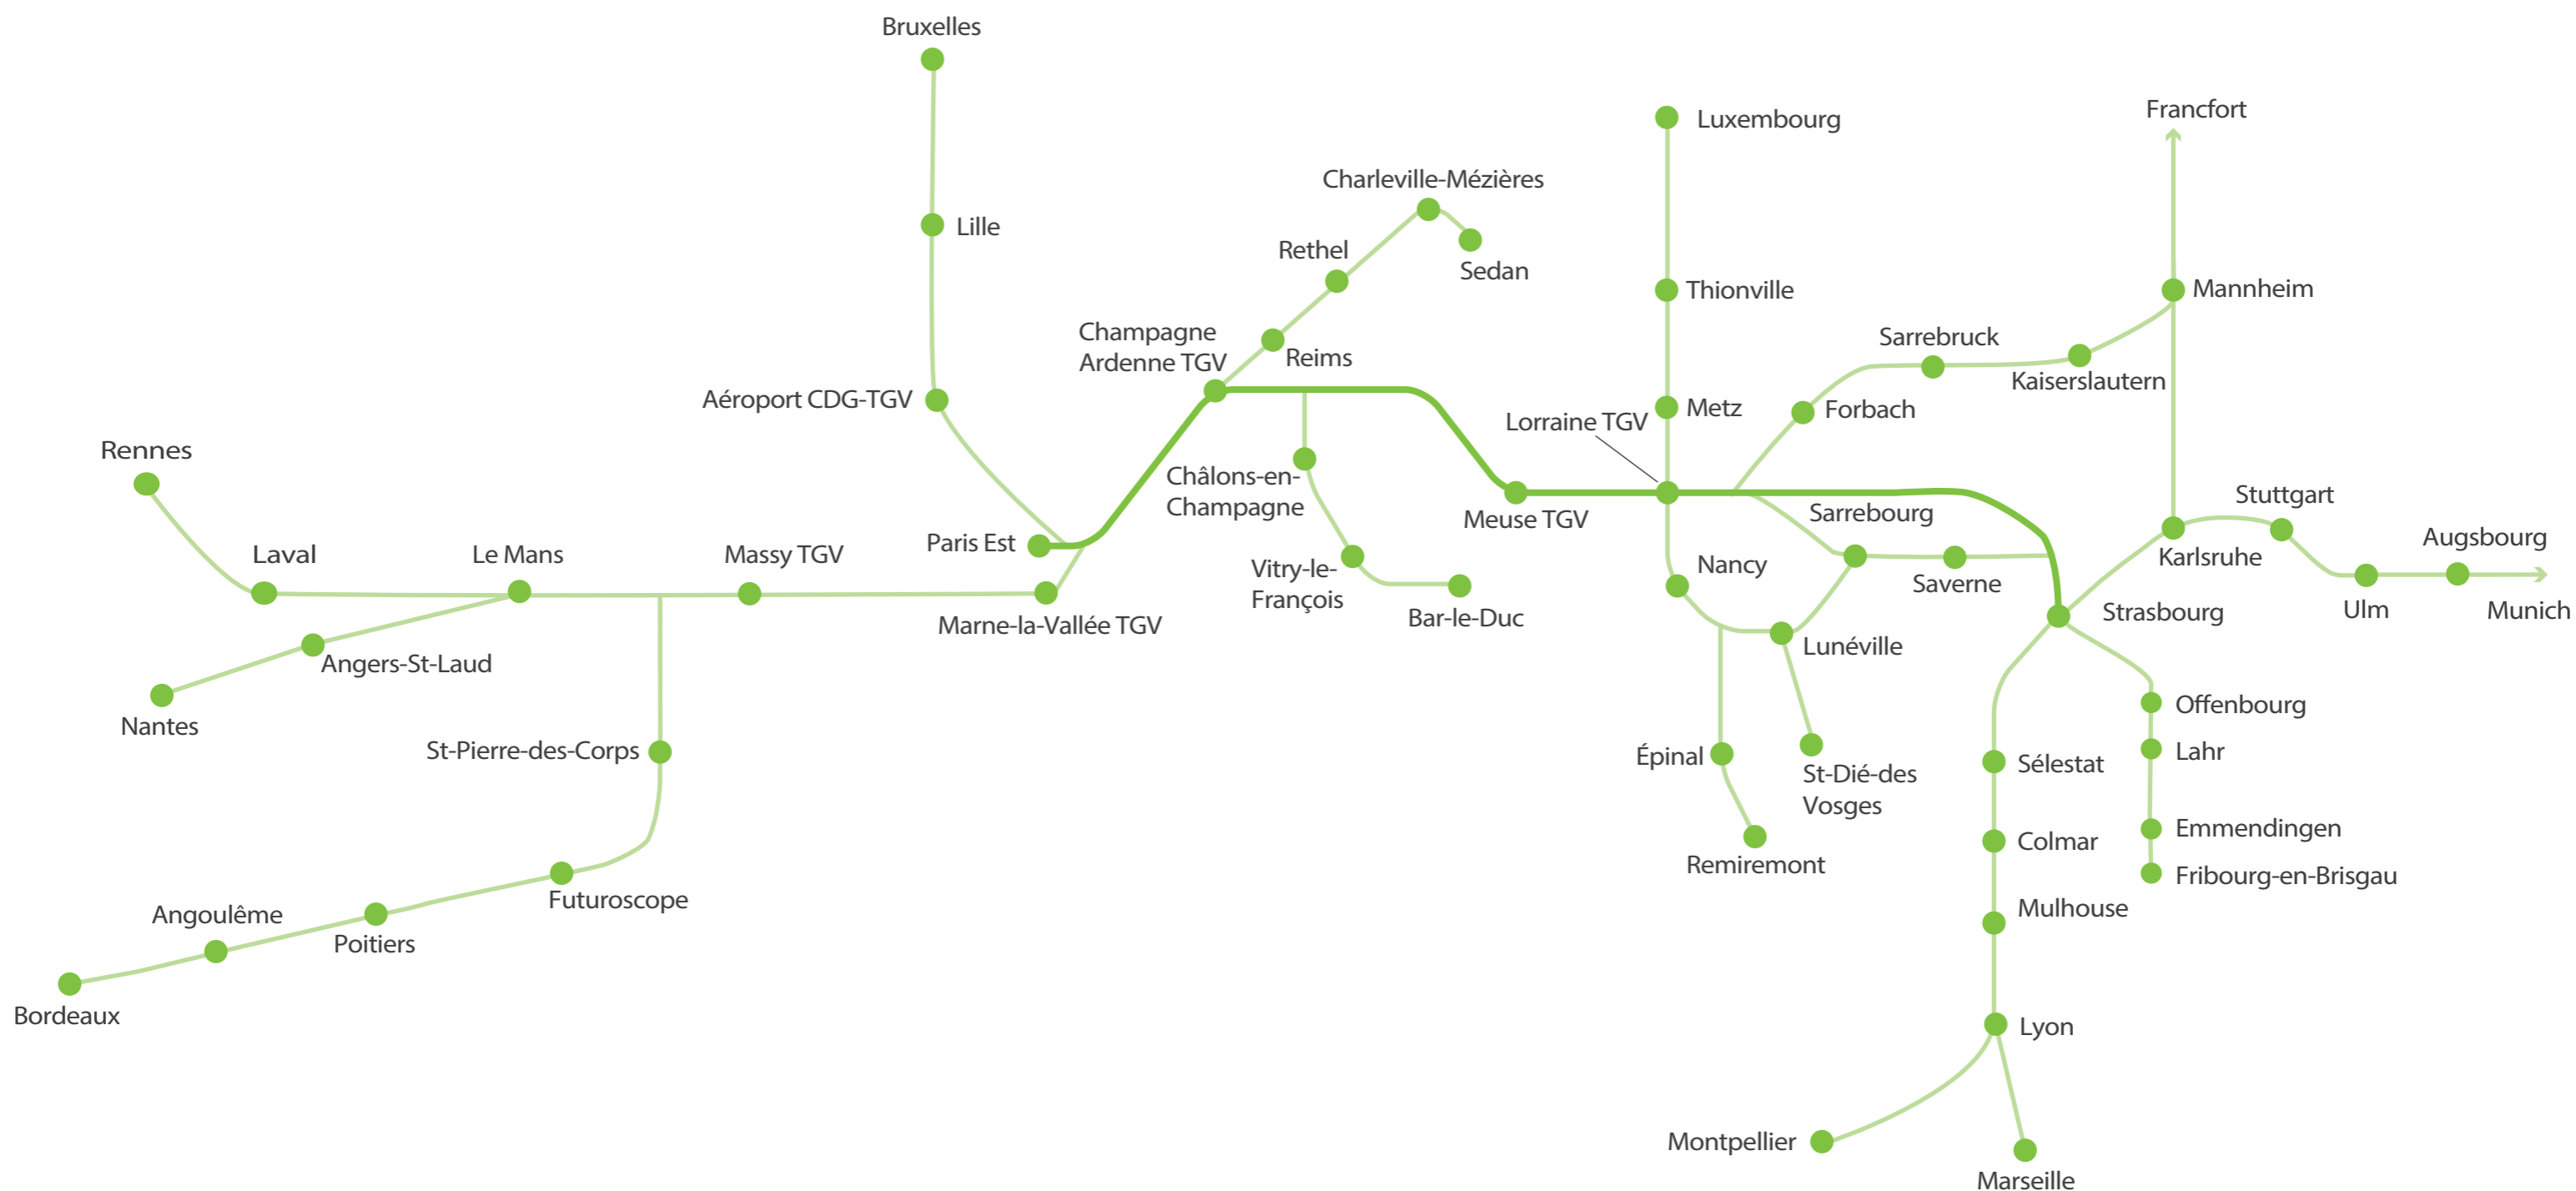 Bruxelles
Francfort
Luxembourg
Charleville-Mézières
Lille
Rethel
Sedan
Thionville
Mannheim
Champagne
Ardenne TGV
Reims
Sarrebruck
Kaiserslautern
Aéroport CDG-TGV
Metz
Forbach
Lorraine TGV
Rennes
Châlons-en-
Champagne
Meuse TGV
Sarrebourg
Stuttgart
Paris Est
Laval
Le Mans
Massy TGV
Karlsruhe
Augsbourg
Nancy
Vitry-le-
François
Saverne
Marne-la-Vallée TGV
Bar-le-Duc
Strasbourg
Ulm
Munich
Angers-St-Laud
Lunéville
Nantes
Offenbourg
St-Pierre-des-Corps
Épinal
Lahr
St-Dié-des
Vosges
Sélestat
Emmendingen
Colmar
Remiremont
Fribourg-en-Brisgau
Futuroscope
Mulhouse
Angoulême
Poitiers
Bordeaux
Lyon
Montpellier
Marseille